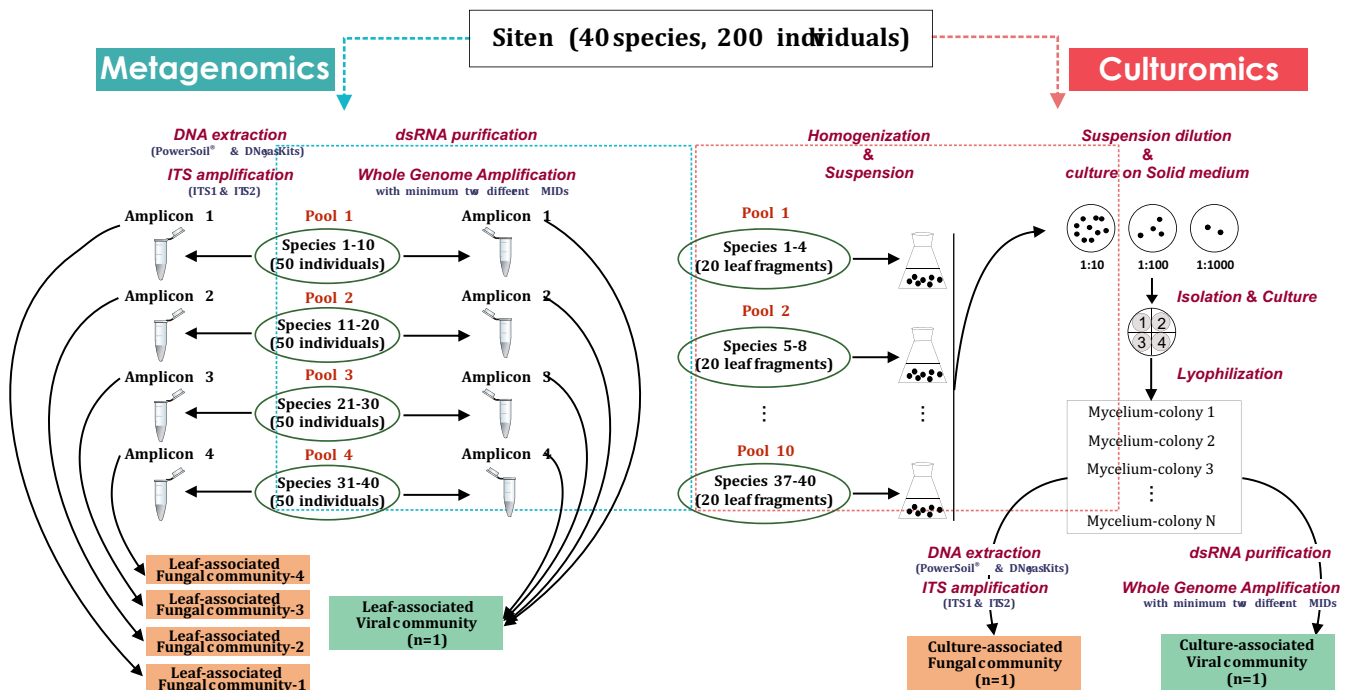 Siten (40 species, 200 individuals)
Metagenomics
Culturomics
DNA extraction
(PowerSoil® & DNeasyKits)
ITS amplification
(ITS1 & ITS2)
dsRNA purification
Whole Genome Amplification
with minimum two different MIDs
Homogenization
&
Suspension
Suspension dilution
&
culture on Solid medium
Amplicon 1
Pool 1
Species 1-10
(50 individuals)
Amplicon 1
Amplicon 2
Pool 2
Species 11-20
(50 individuals)
Amplicon 2
Amplicon 3
Pool 3
Species 21-30
(50 individuals)
Amplicon 3
Amplicon 4
Pool 4
Species 31-40
(50 individuals)
Amplicon 4
Leaf-associated
Fungal community-4
Leaf-associated
Fungal community-3
Leaf-associated
Fungal community-2
Leaf-associated
Fungal community-1
Leaf-associated
Viral community
(n=1)
Pool 1
Species 1-4
(20 leaf fragments)
Pool 2
Species 5-8
(20 leaf fragments)
⋮
⋮
Pool 10
Species 37-40
(20 leaf fragments)
1:10
1:100
1:1000
Isolation & Culture
1 2
3 4
Lyophilization
Mycelium-colony 1
Mycelium-colony 2
Mycelium-colony 3
⋮
Mycelium-colony N
DNA extraction
(PowerSoil® & DNeasyKits)
ITS amplification
(ITS1 & ITS2)
Culture-associated
Fungal community
(n=1)
dsRNA purification
Whole Genome Amplification
with minimum two different MIDs
Culture-associated
Viral community
(n=1)